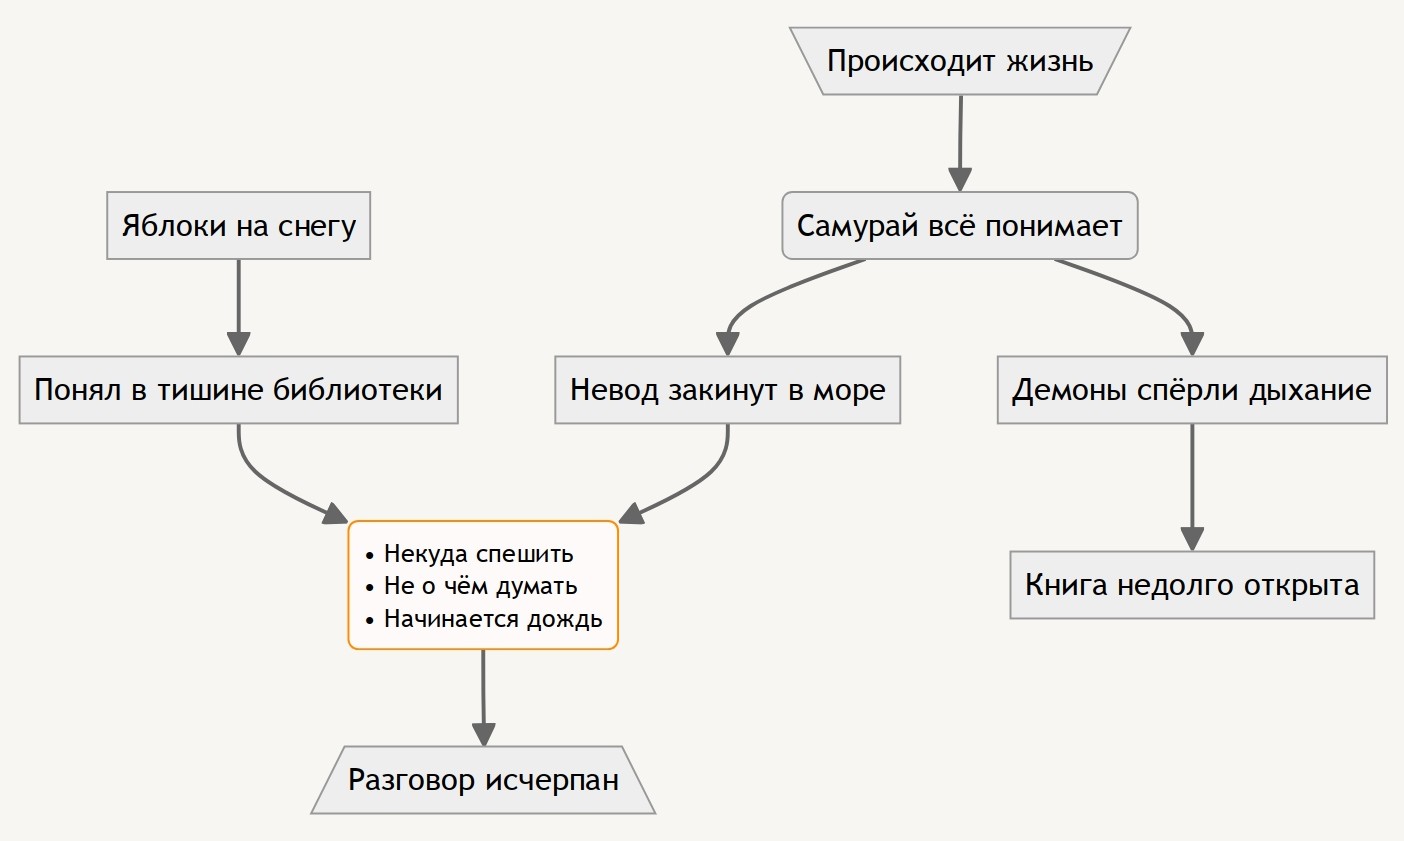 Происходит жизнь
Яблоки на снегу
Самурай всё понимает
Понял в тишине библиотеки
Невод закинут в море
Демоны спёрли дыхание
• Некуда спешить
• Не о чём думать
• Начинается дождь
Книга недолго открыта
Разговор исчерпан